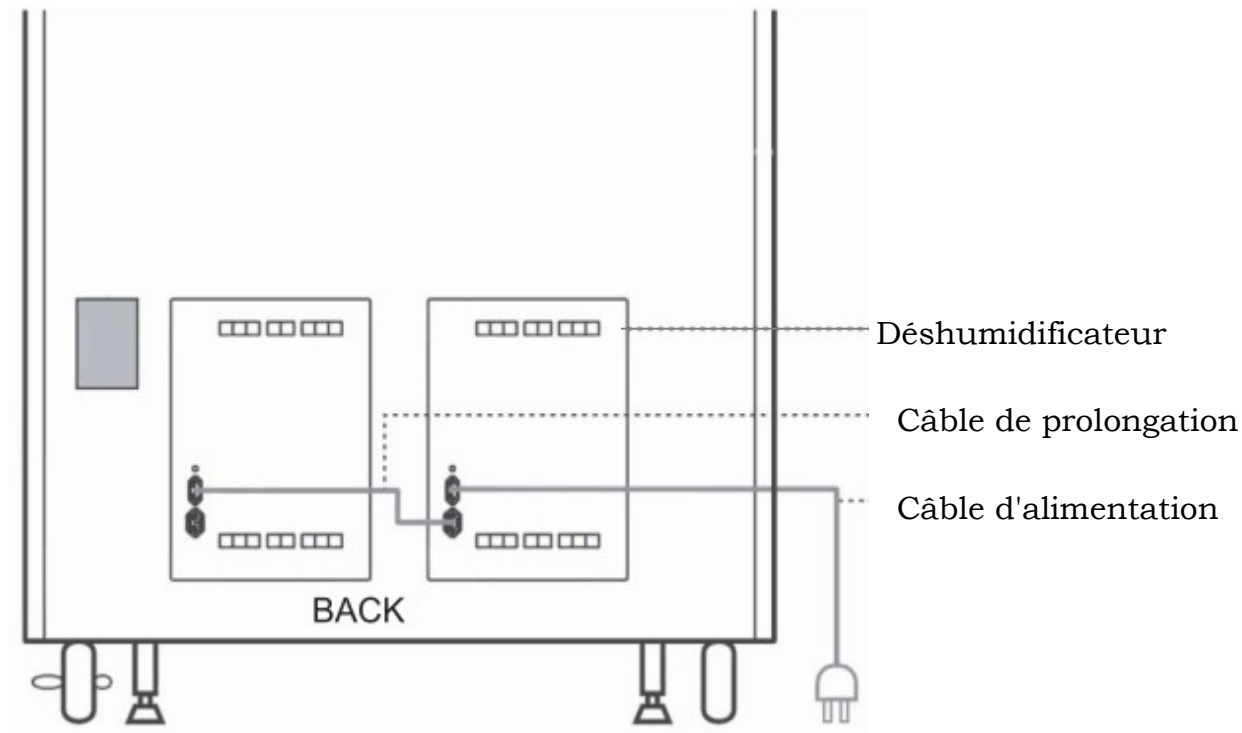 Déshumidificateur
Câble de prolongation
Câble d'alimentation
BACK